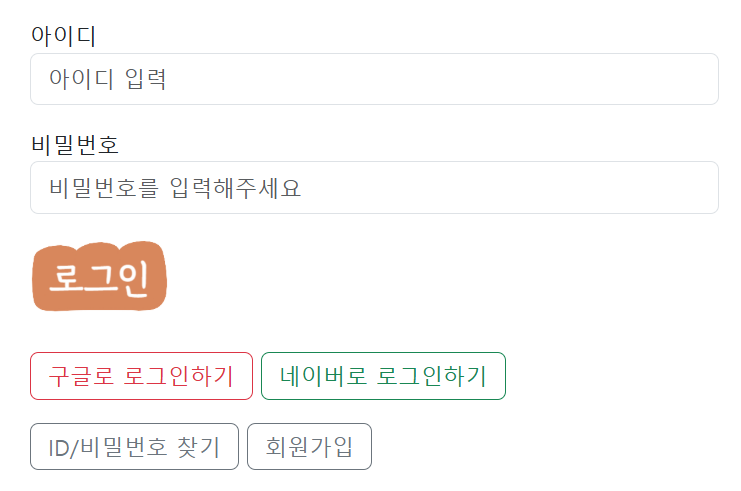 아이디
아이디 입력
비밀번호
비밀번호를 입력해주세요
로그인
구글로 로그인하기 네이버로 로그인하기
ID/비밀번호 찾기 회원가입